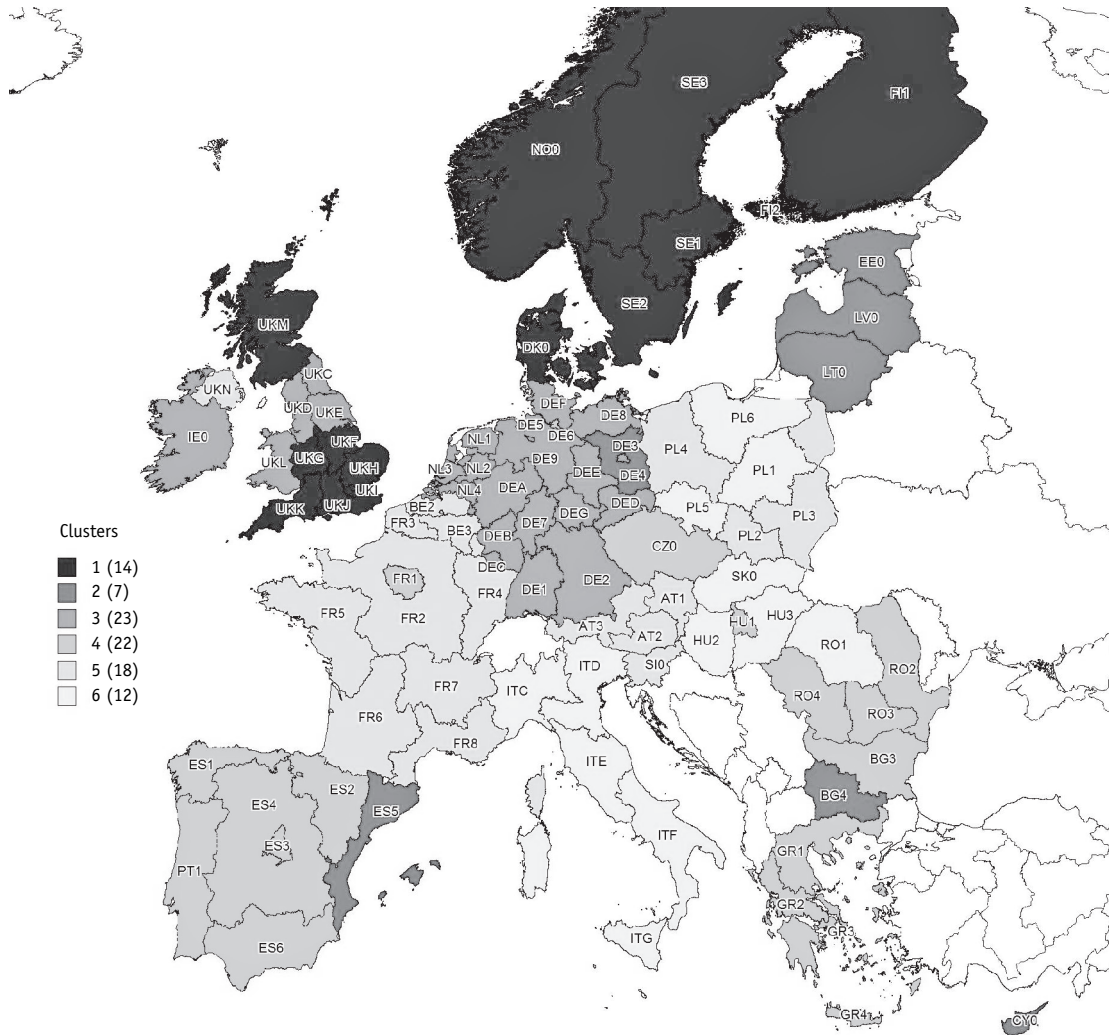 SE3
FI1
NO0
FI2
SE1
EE0
SE2
LV0
UKM
DK0
LT0
UKC
UKN
DEF
UKD
UKE
DE8
PL6
IE0
DE5
DE6
NL1
UKF
DE3
PL4
UKG
DE9
UKL
UKH
NL3
NL2
DEE
PL1
DE4
UKI
NL4
DEA
UKK
UKJ
BE2
DED
PL5
DEG
PL3
FR3
BE3
DE7
PL2
Clusters
DEB
CZ0
1 (14)
DEC
SK0
FR1
2 (7)
DE1
DE2
FR4
AT1
3 (23)
FR5
FR2
HU3
HU1
AT3
4 (22)
AT2
HU2
RO1
5 (18)
ITD
SI0
RO2
6 (12)
FR7
ITC
RO4
RO3
FR6
FR8
BG3
ITE
ES1
ES2
BG4
ES4
ES5
ITF
ES3
GR1
PT1
GR2
GR3
ES6
ITG
GR4
CY0